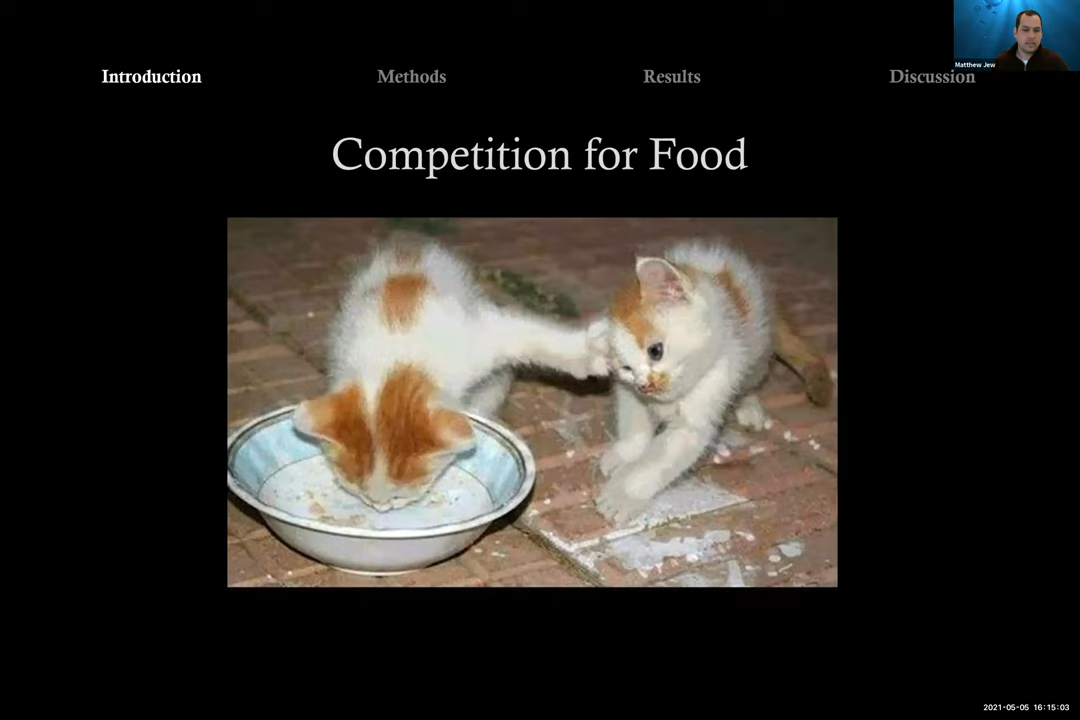 Introduction Methods Results Discussion
Matthew Jew
Competition for Food
2021-05-05 16:15:03